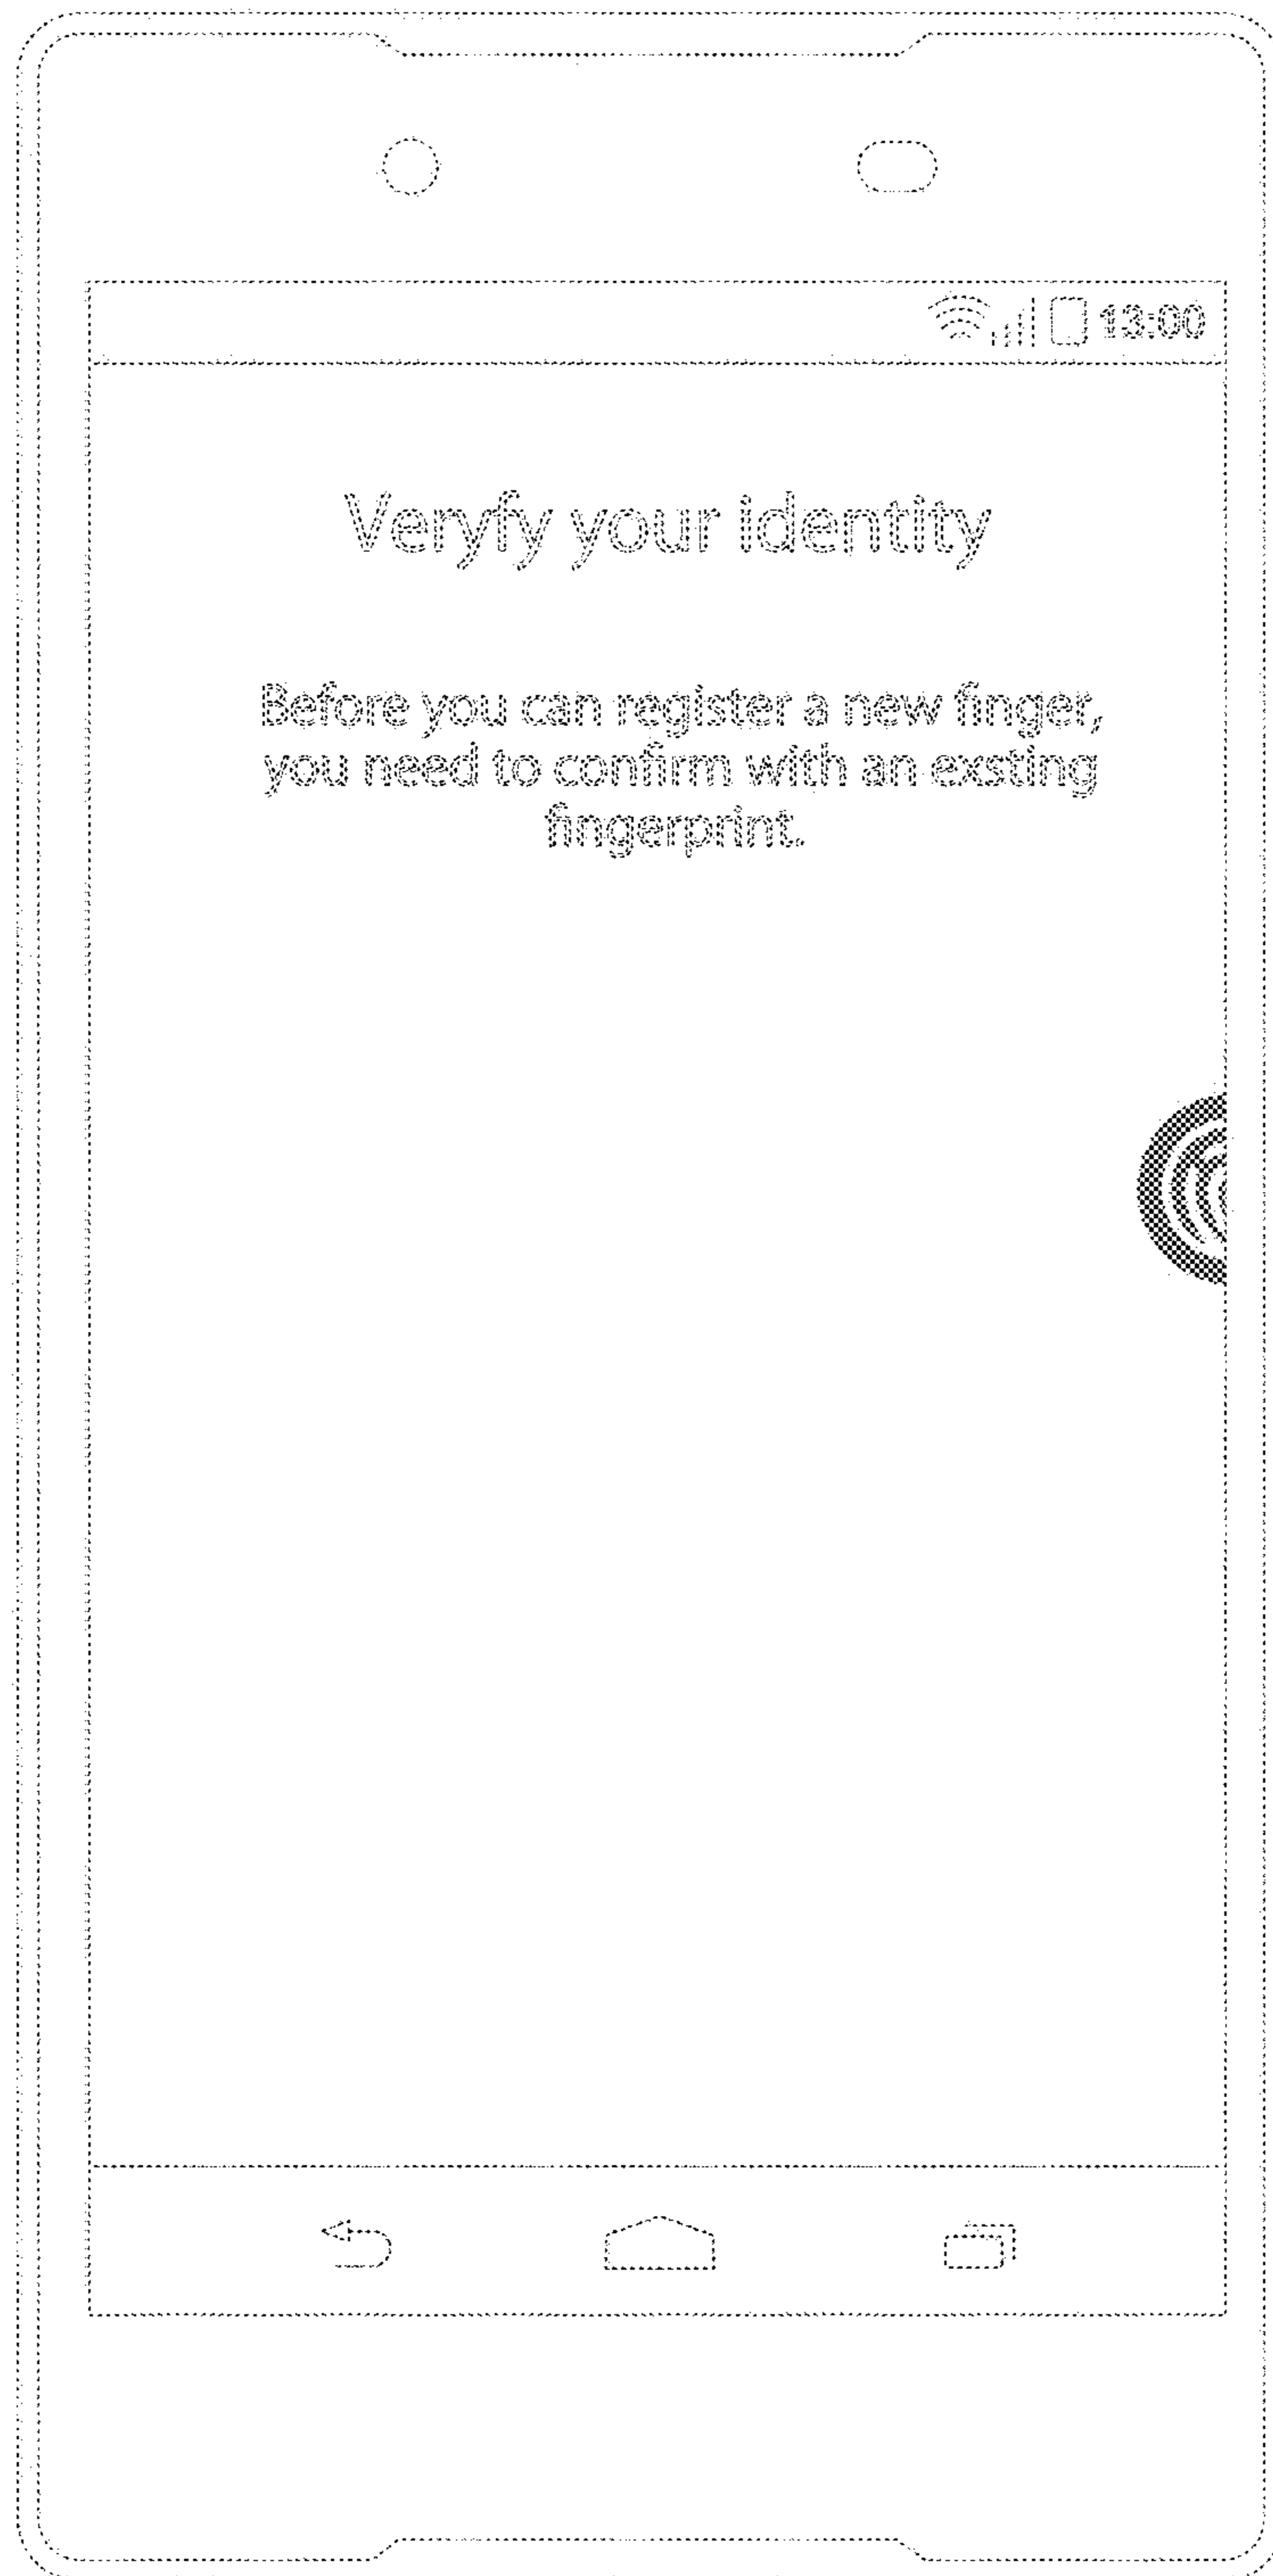 13:00
Veryfy your identity
Before you can register a new finger,
you need to confirm with an exsting
fingerprint.